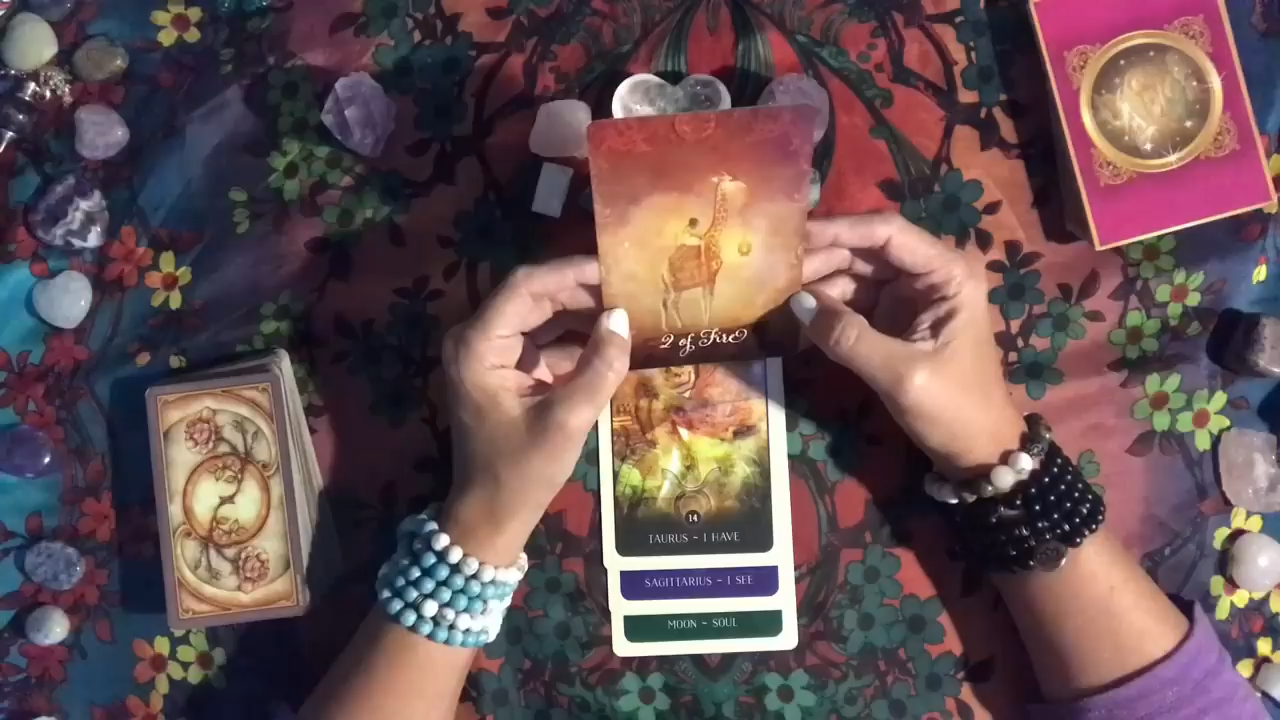 2 of Fire
14
TAURUS ~ I HAVE
SAGITTARIUS ~ I SEE
MOON ~ SOUL